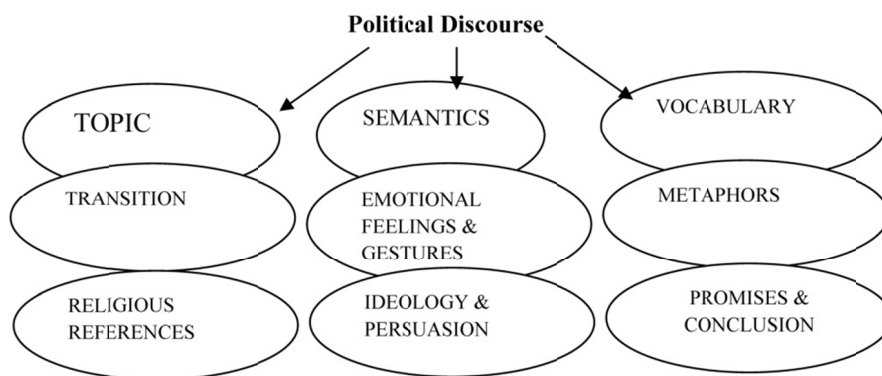 Political Discourse
TOPIC
SEMANTICS
VOCABULARY
TRANSITION
EMOTIONAL
FEELINGS &
GESTURES
METAPHORS
RELIGIOUS
REFERENCES
IDEOLOGY &
PERSUASION
PROMISES &
CONCLUSION